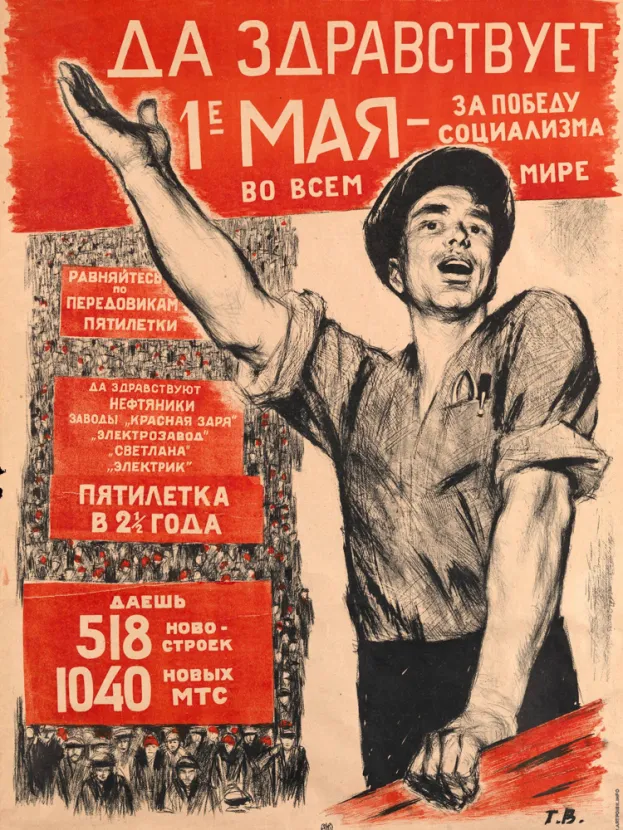 ДА ЗДРАВСТВУЕТ
1Е МАЯ-
ЗА ПОБЕДУ
СОЦИАЛИЗМА
ВО ВСЕМ МИРЕ
РАВНЯЙТЕСЬ
ПО
ПЕРЕДОВИКАМ
ПЯТИЛЕТКИ
ДА ЗДРАВСТВУЮТ
НЕФТЯНИКИ
ЗАВОДЫ „КРАСНАЯ ЗАРЯ"
„ЭЛЕКТРОЗАВОД"
„СВЕТЛАНА"
„ЭЛЕКТРИК"
ПЯТИЛЕТКА
В 2½ ГОДА
ДАЕШЬ
518 НОВО-
СТРОЕК
1040 НОВЫХ
МТС
Т.В.